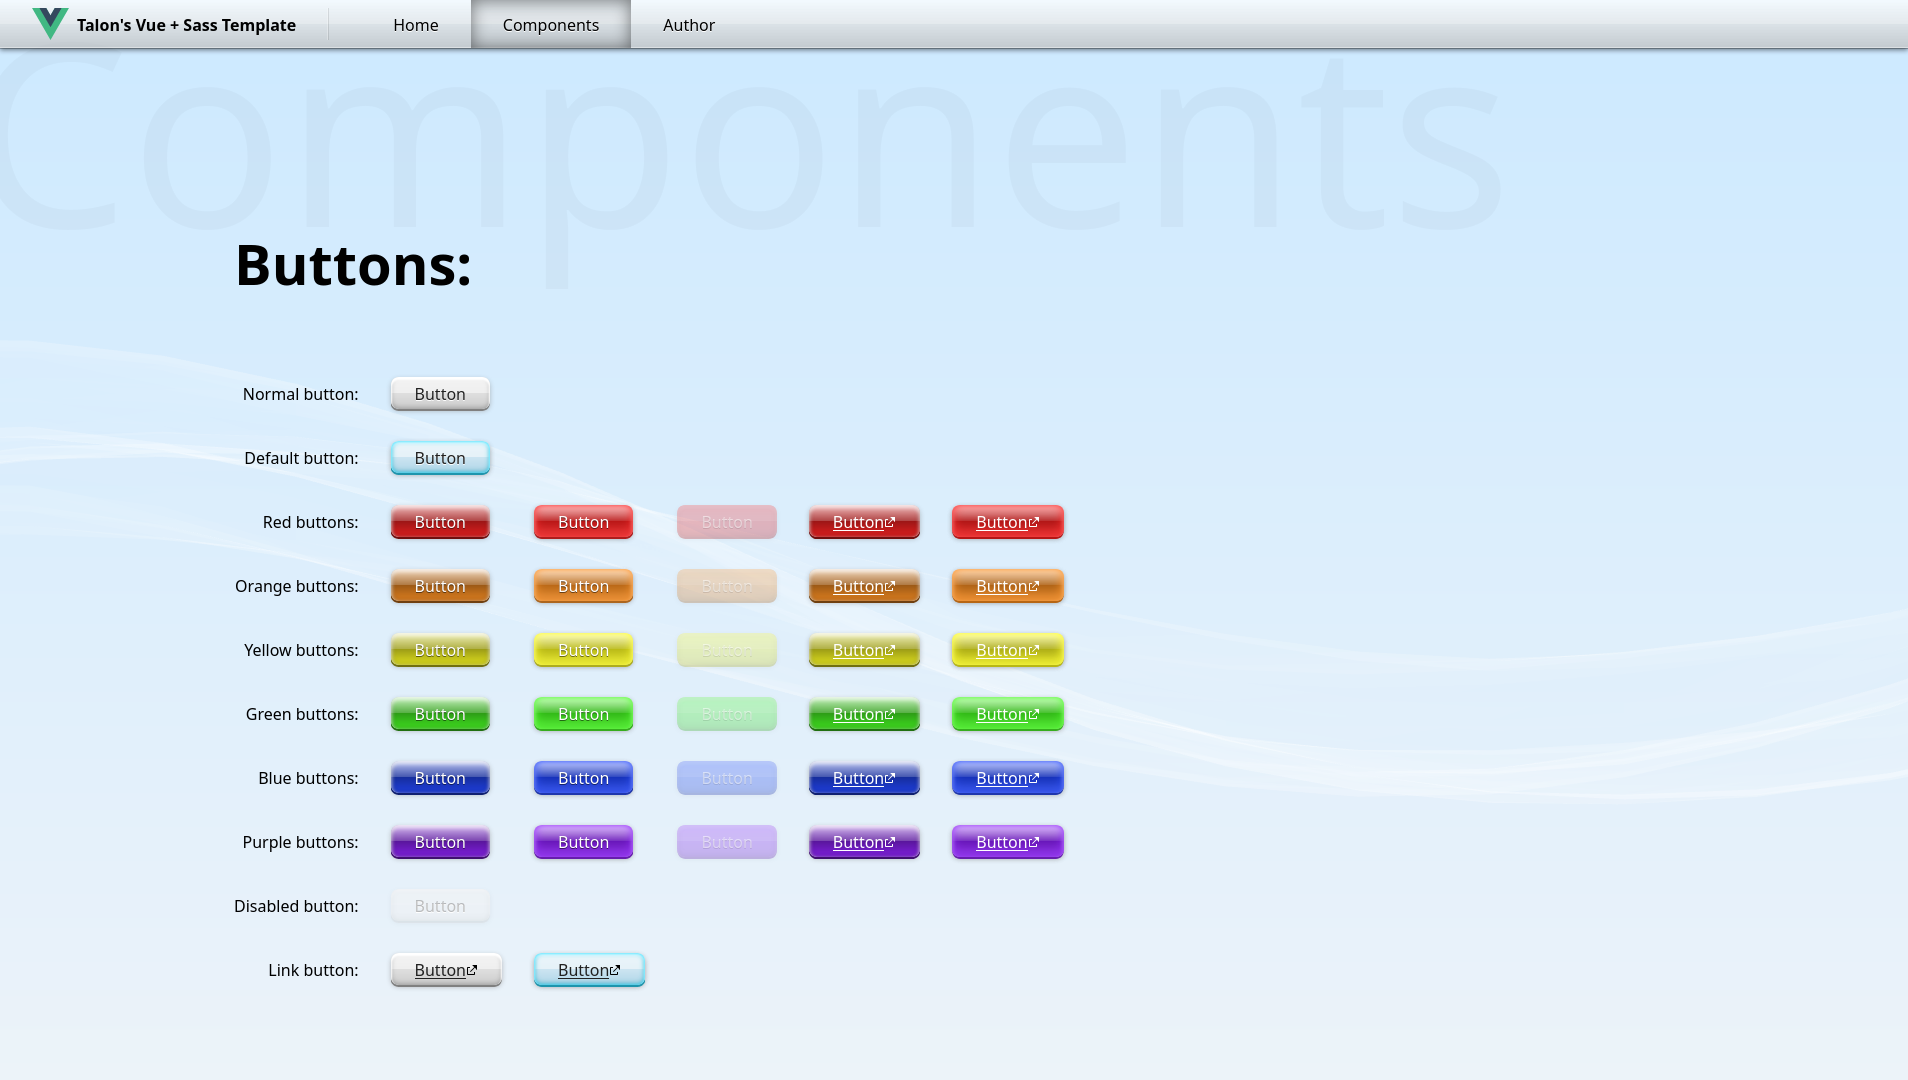 Talon's Vue + Sass Template Home Components Author
Components
Buttons:
Normal button: Button
Default button: Button
Red buttons: Button Button Button Button Button
Orange buttons: Button Button Button Button Button
Yellow buttons: Button Button Button Button Button
Green buttons: Button Button Button Button Button
Blue buttons: Button Button Button Button Button
Purple buttons: Button Button Button Button Button
Disabled button: Button
Link button: Button Button